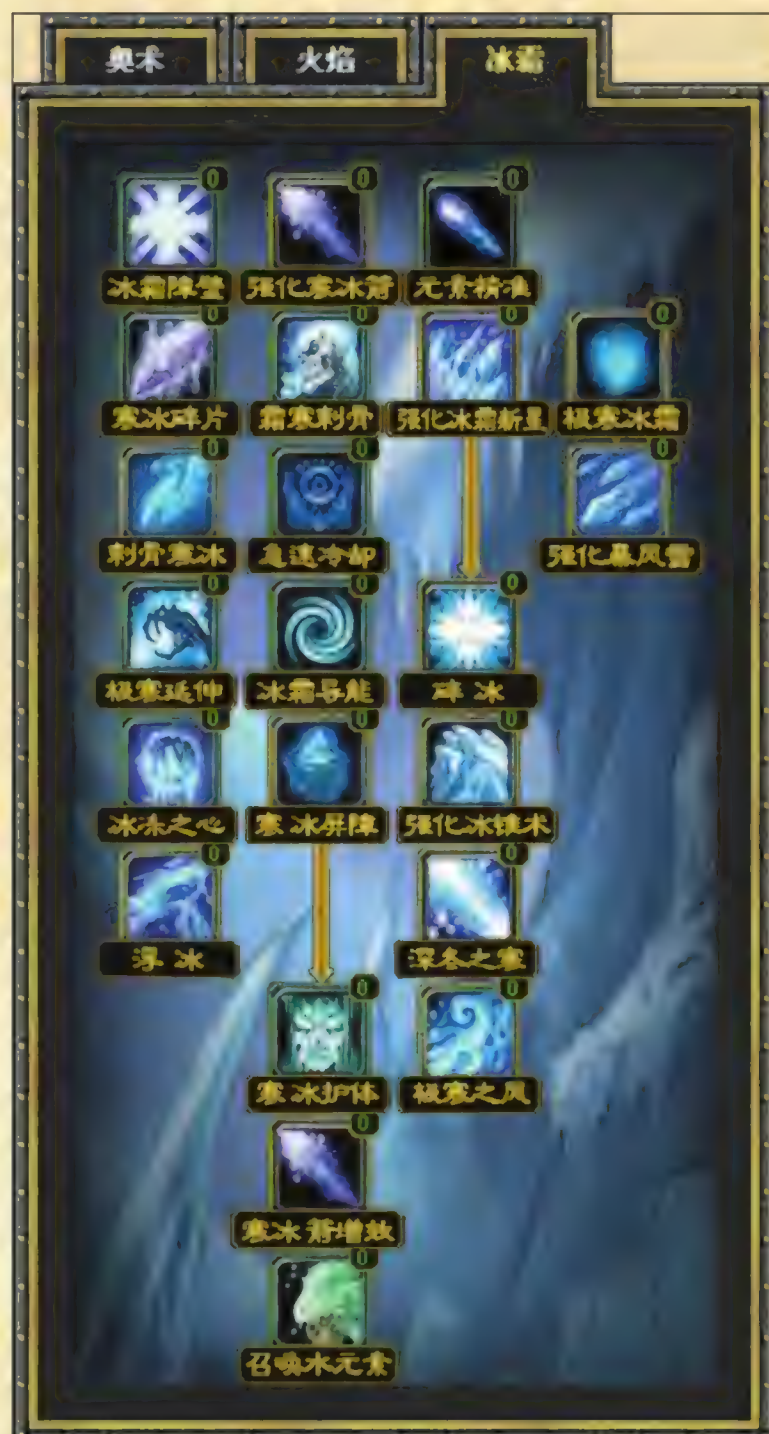 奥术 火焰 冰霜
0 0 0
冰霜障壁 强化寒冰箭 元素精准
0 0 0 0
寒冰碎片 霜寒刺骨 强化冰霜新星 极寒冰霜
0 0 0
刺骨寒冰 急速冷却 强化暴风雪
0 0 0
极寒延伸 冰霜导能 碎冰
0 0 0
冰冻之心 寒冰屏障 强化冰锥术
0 0
浮冰 深冬之寒
0 0
寒冰护体 极寒之风
0
寒冰箭增效
0
召唤水元素